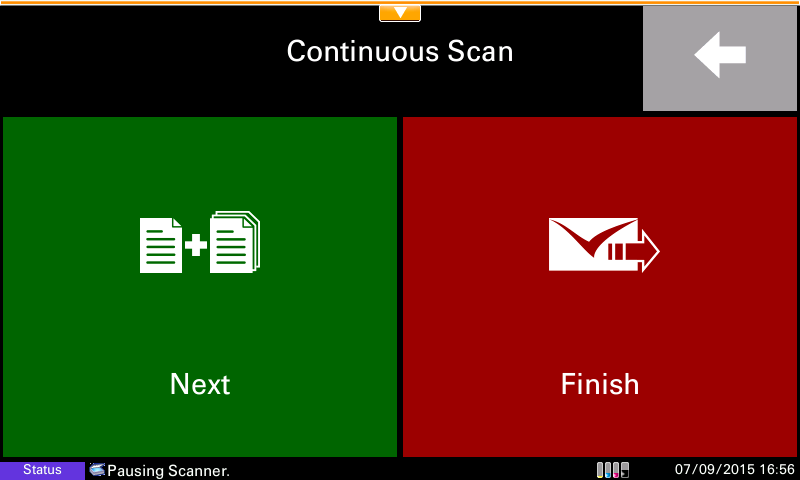 Continuous Scan
Next
Finish
Status
Pausing Scanner.
07/09/2015 16:56